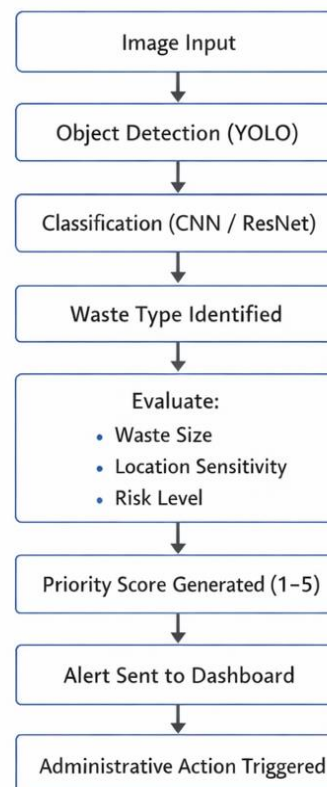 Image Input
Object Detection (YOLO)
Classification (CNN / ResNet)
Waste Type Identified
Evaluate:
• Waste Size
• Location Sensitivity
• Risk Level
Priority Score Generated (1–5)
Alert Sent to Dashboard
Administrative Action Triggered